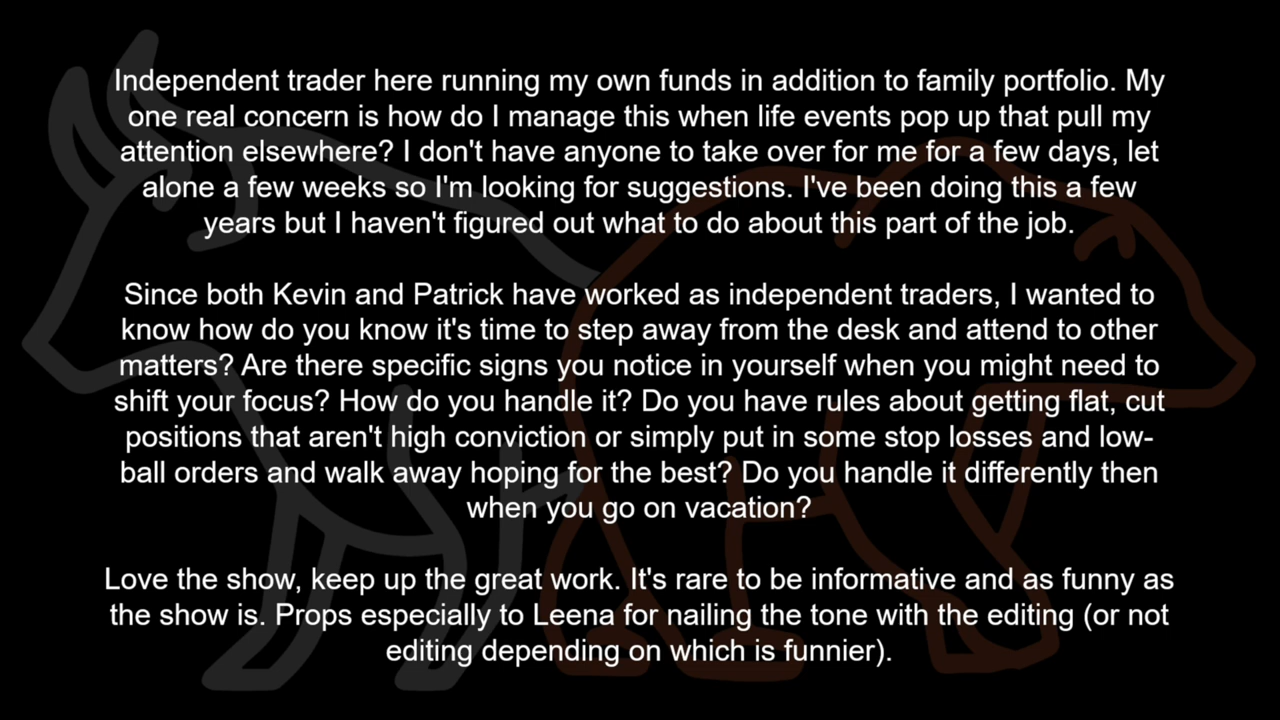 Independent trader here running my own funds in addition to family portfolio. My
one real concern is how do I manage this when life events pop up that pull my
attention elsewhere? I don't have anyone to take over for me for a few days, let
alone a few weeks so I'm looking for suggestions. I've been doing this a few
years but I haven't figured out what to do about this part of the job.
Since both Kevin and Patrick have worked as independent traders, I wanted to
know how do you know it's time to step away from the desk and attend to other
matters? Are there specific signs you notice in yourself when you might need to
shift your focus? How do you handle it? Do you have rules about getting flat, cut
positions that aren't high conviction or simply put in some stop losses and low-
ball orders and walk away hoping for the best? Do you handle it differently then
when you go on vacation?
Love the show, keep up the great work. It's rare to be informative and as funny as
the show is. Props especially to Leena for nailing the tone with the editing (or not
editing depending on which is funnier).